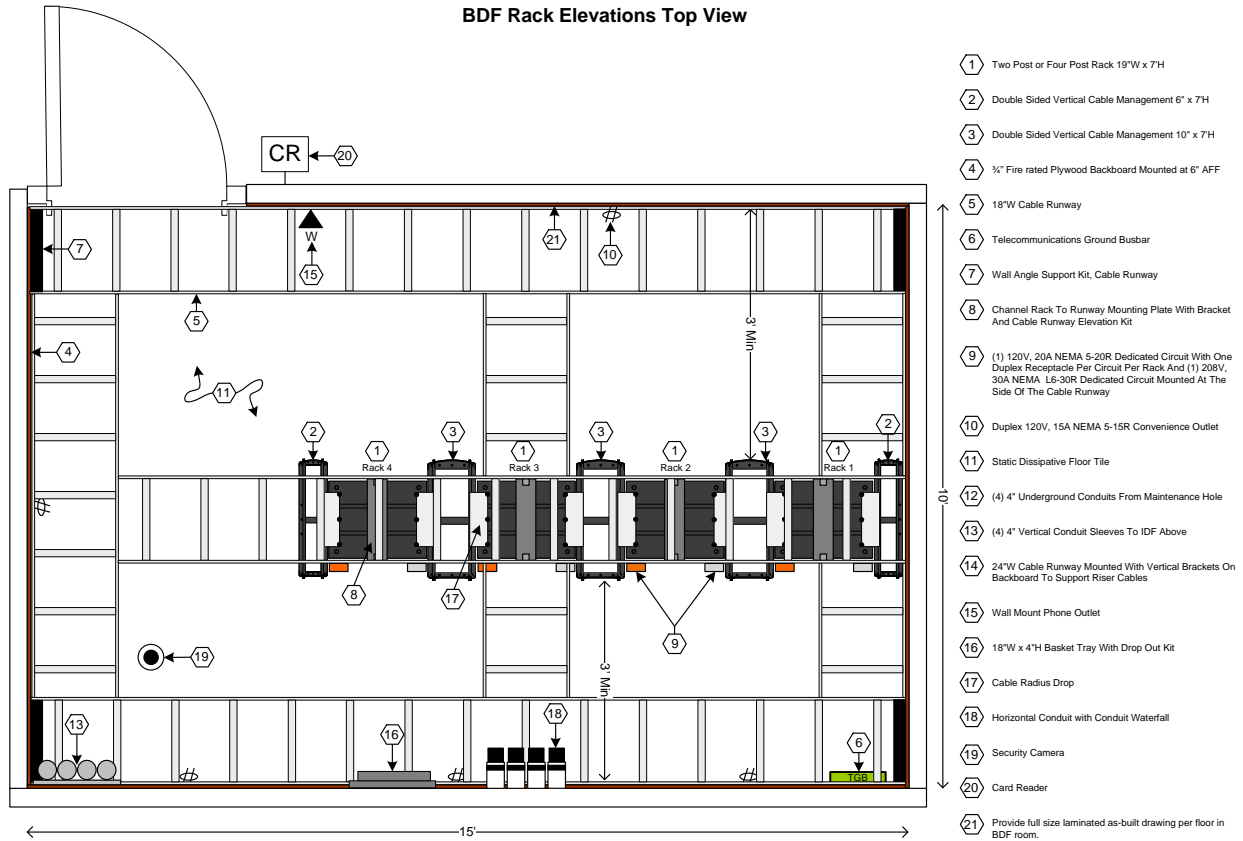 BDF Rack Elevations Top View
CR
20
7
W
15
21
10
5
4
11
3' Min
10'
2
3
3
3
2
1
Rack 4
1
Rack 3
1
Rack 2
1
Rack 1
8
17
9
19
3' Min
13
16
18
6
TGB
15'
1 Two Post or Four Post Rack 19"W x 7'H
2 Double Sided Vertical Cable Management 6" x 7'H
3 Double Sided Vertical Cable Management 10" x 7'H
4 ¾" Fire rated Plywood Backboard Mounted at 6" AFF
5 18"W Cable Runway
6 Telecommunications Ground Busbar
7 Wall Angle Support Kit, Cable Runway
8 Channel Rack To Runway Mounting Plate With Bracket
And Cable Runway Elevation Kit
9 (1) 120V, 20A NEMA 5-20R Dedicated Circuit With One
Duplex Receptacle Per Circuit Per Rack And (1) 208V,
30A NEMA L6-30R Dedicated Circuit Mounted At The
Side Of The Cable Runway
10 Duplex 120V, 15A NEMA 5-15R Convenience Outlet
11 Static Dissipative Floor Tile
12 (4) 4" Underground Conduits From Maintenance Hole
13 (4) 4" Vertical Conduit Sleeves To IDF Above
14 24"W Cable Runway Mounted With Vertical Brackets On
Backboard To Support Riser Cables
15 Wall Mount Phone Outlet
16 18"W x 4"H Basket Tray With Drop Out Kit
17 Cable Radius Drop
18 Horizontal Conduit with Conduit Waterfall
19 Security Camera
20 Card Reader
21 Provide full size laminated as-built drawing per floor in
BDF room.